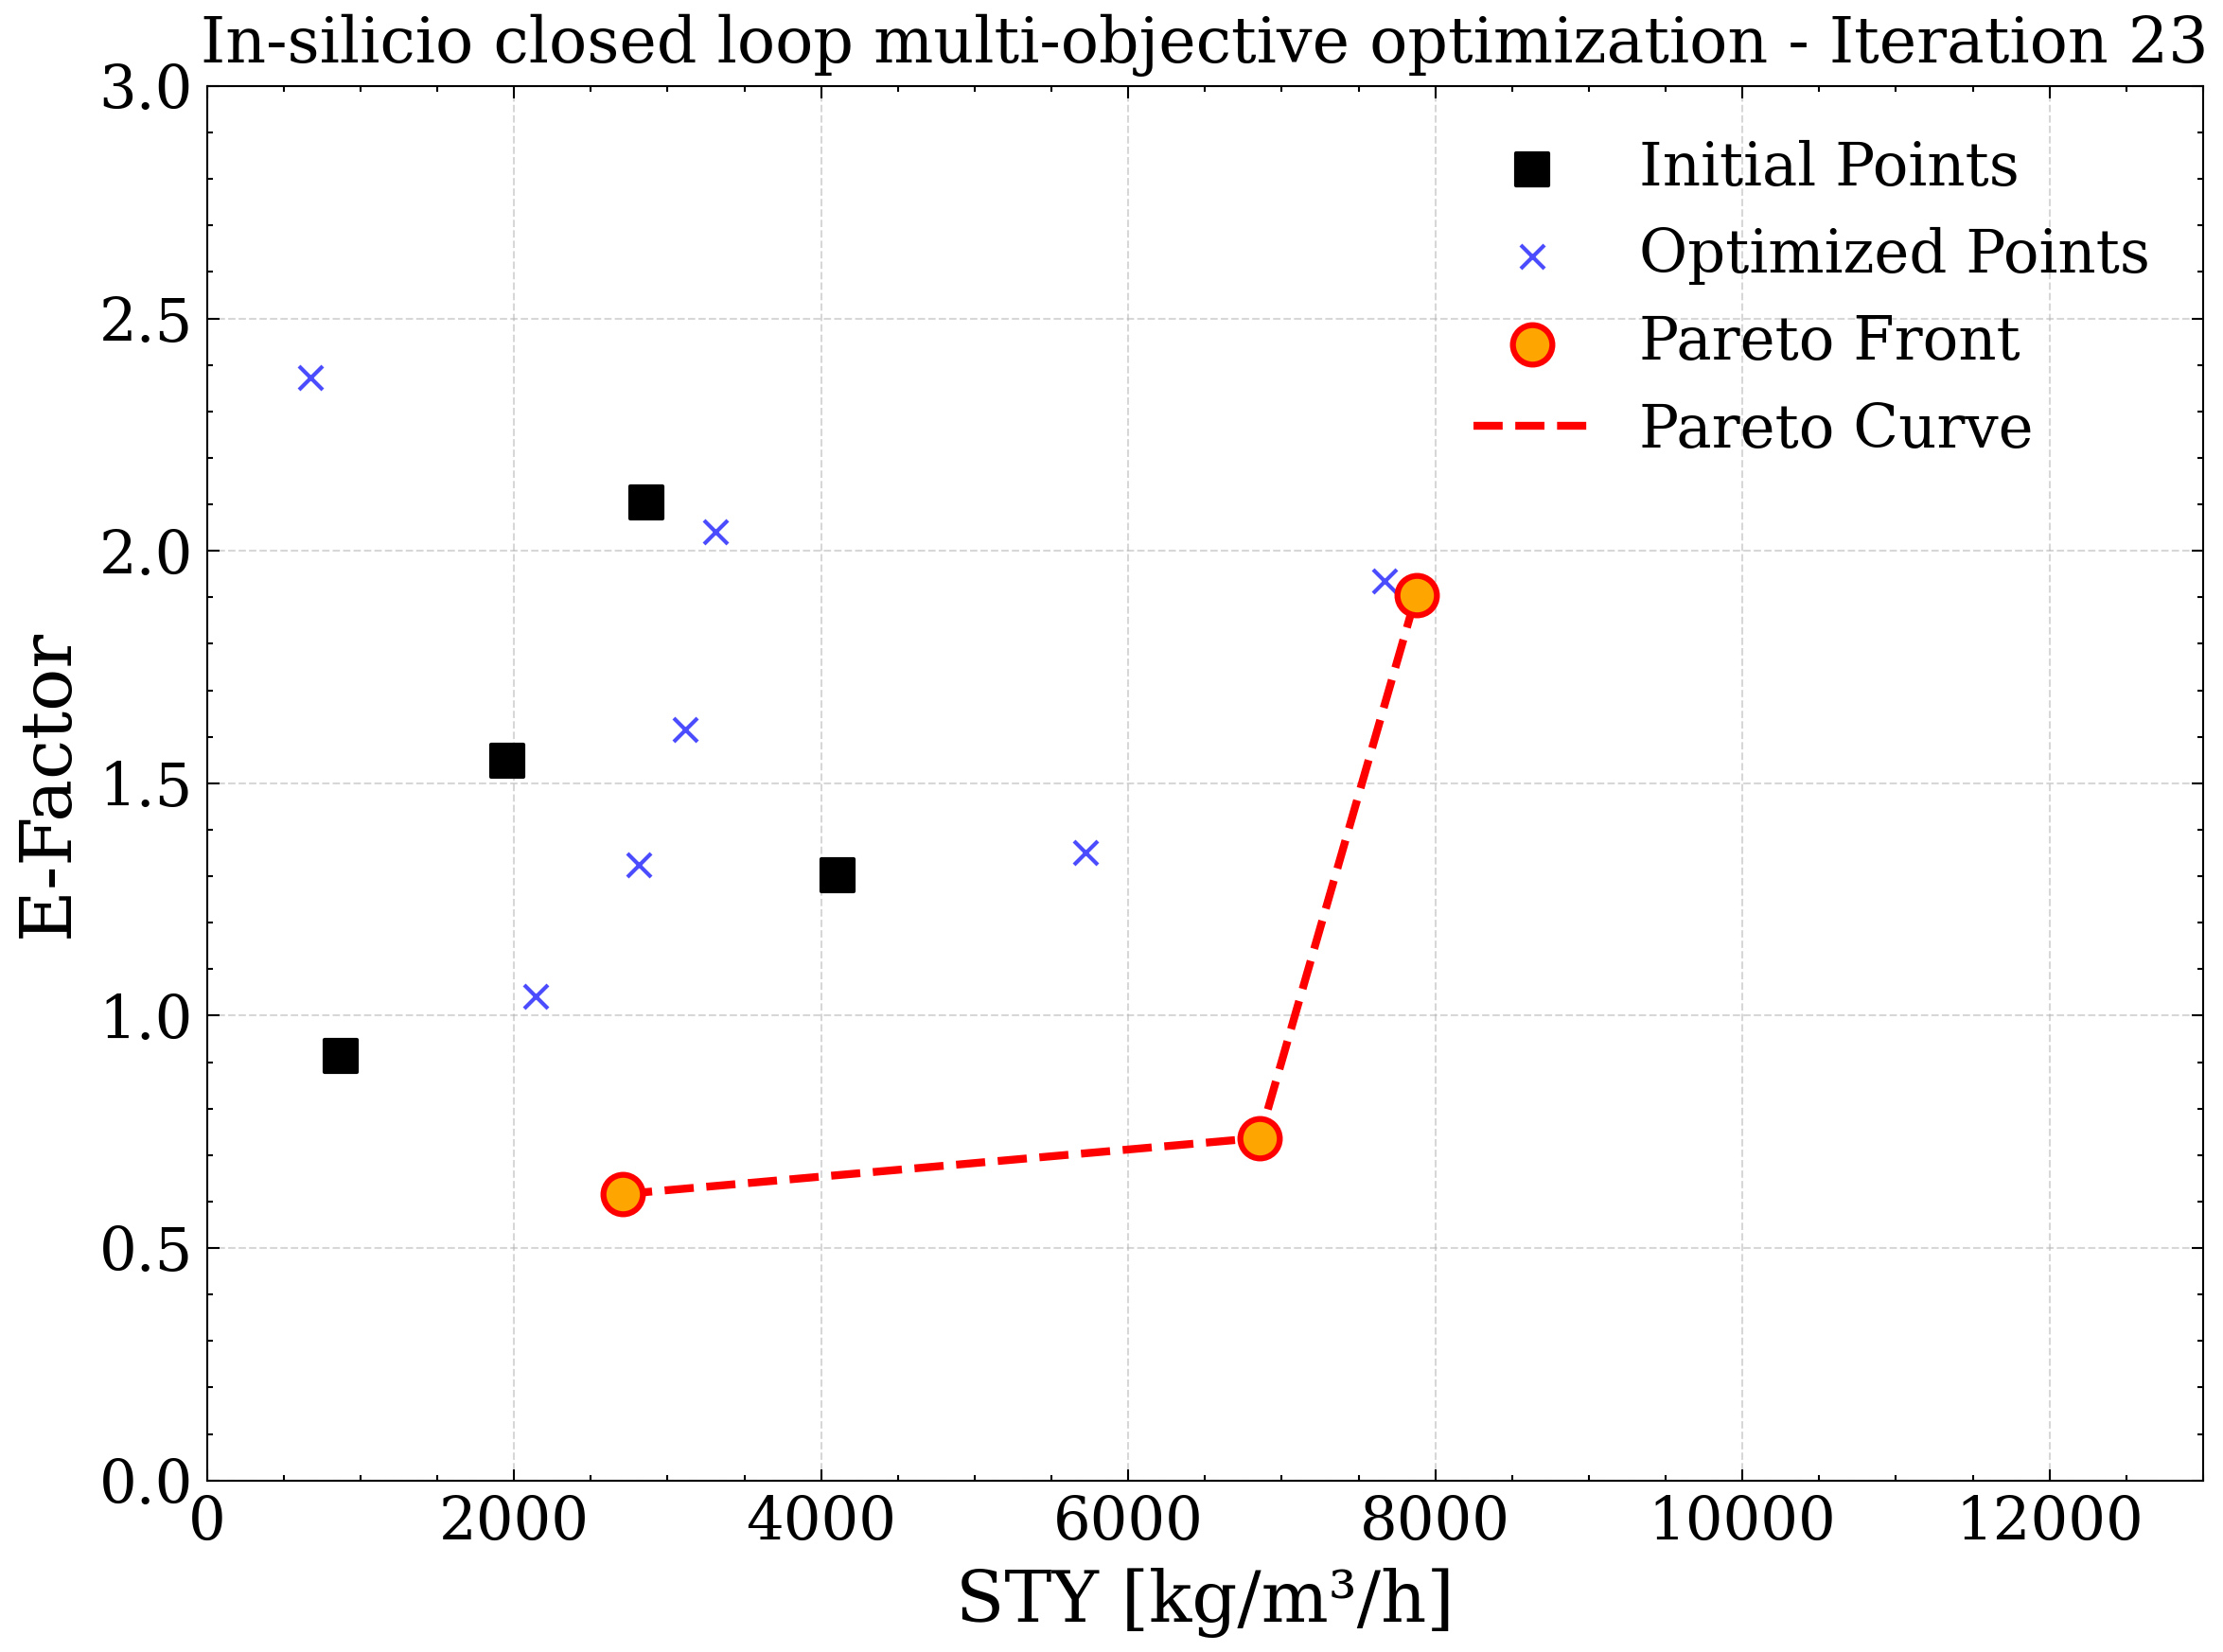 In-silicio closed loop multi-objective optimization - Iteration 23
3.0
2.5
2.0
1.5
1.0
0.5
0.0
E-Factor
Initial Points
Optimized Points
Pareto Front
Pareto Curve
0 2000 4000 6000 8000 10000 12000
STY [kg/m³/h]